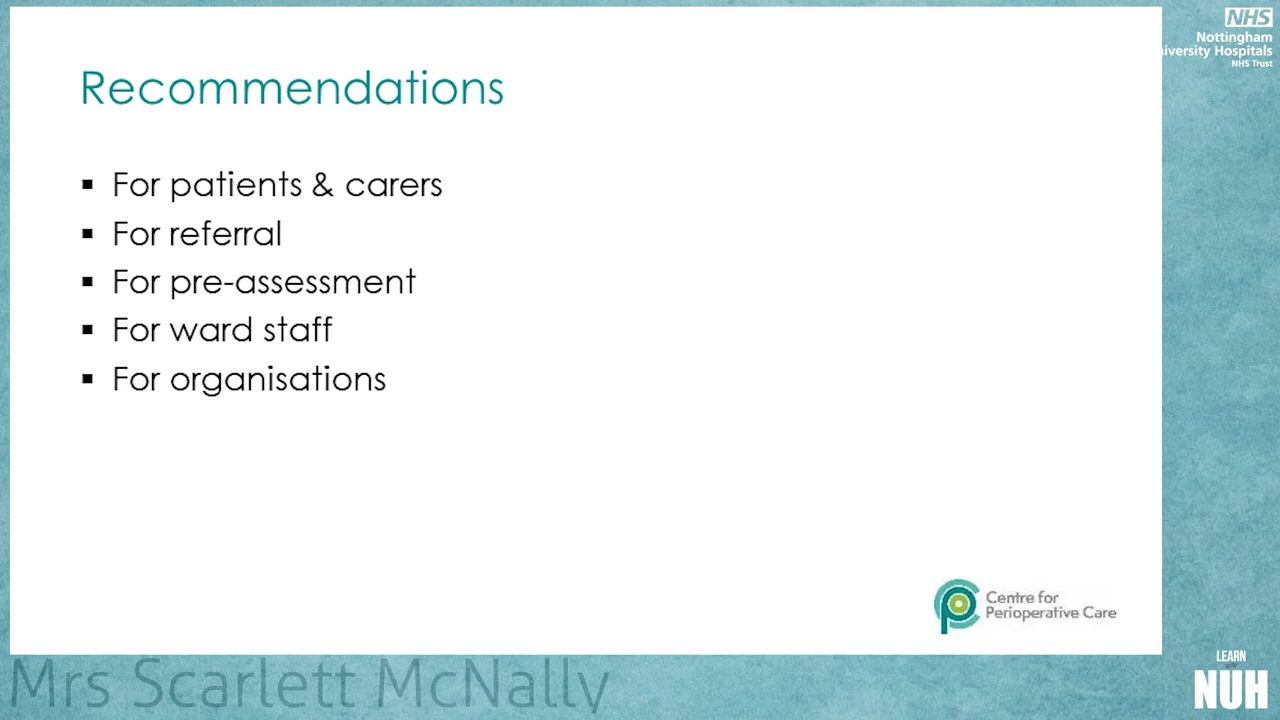 NHS
Nottingham
iversity Hospitals
NHS Trust
Recommendations
▪ For patients & carers
▪ For referral
▪ For pre-assessment
▪ For ward staff
▪ For organisations
Centre for
Perioperative Care
Mrs Scarlett McNally
LEARN
NUH